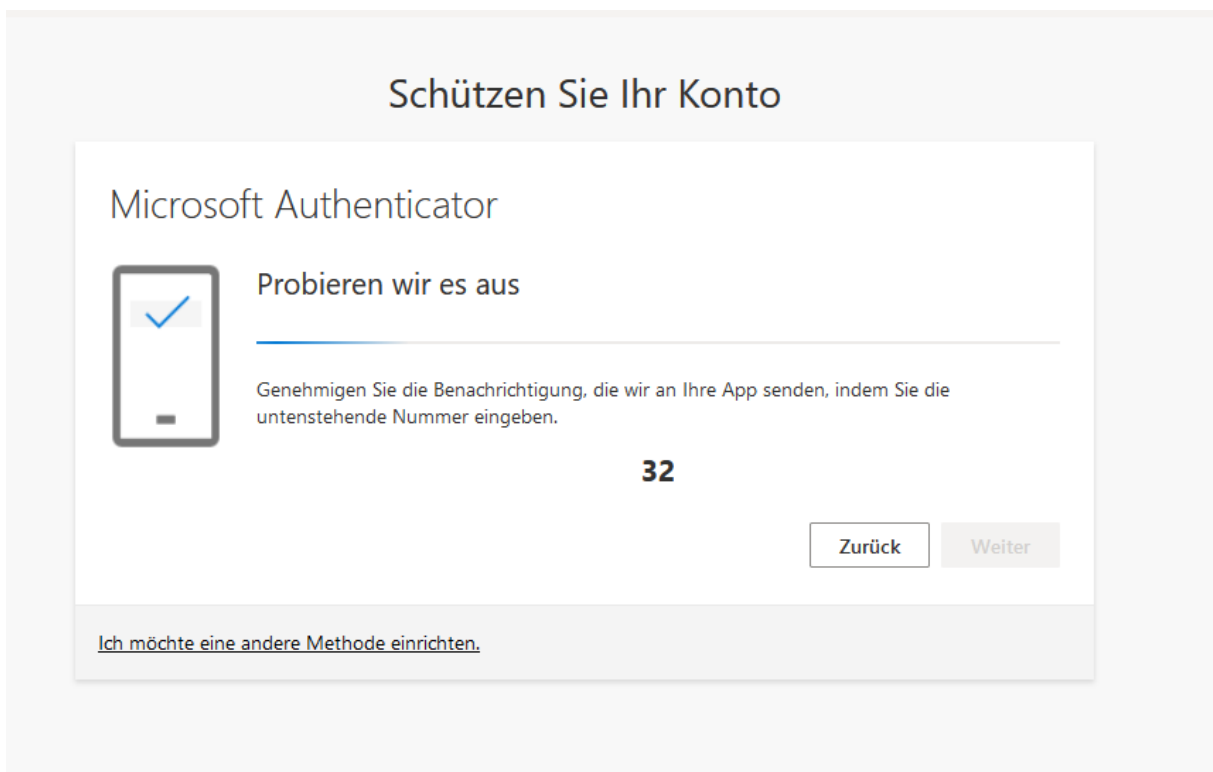 Schützen Sie Ihr Konto
Microsoft Authenticator
Probieren wir es aus
Genehmigen Sie die Benachrichtigung, die wir an Ihre App senden, indem Sie die
untenstehende Nummer eingeben.
32
Zurück
Weiter
Ich möchte eine andere Methode einrichten.